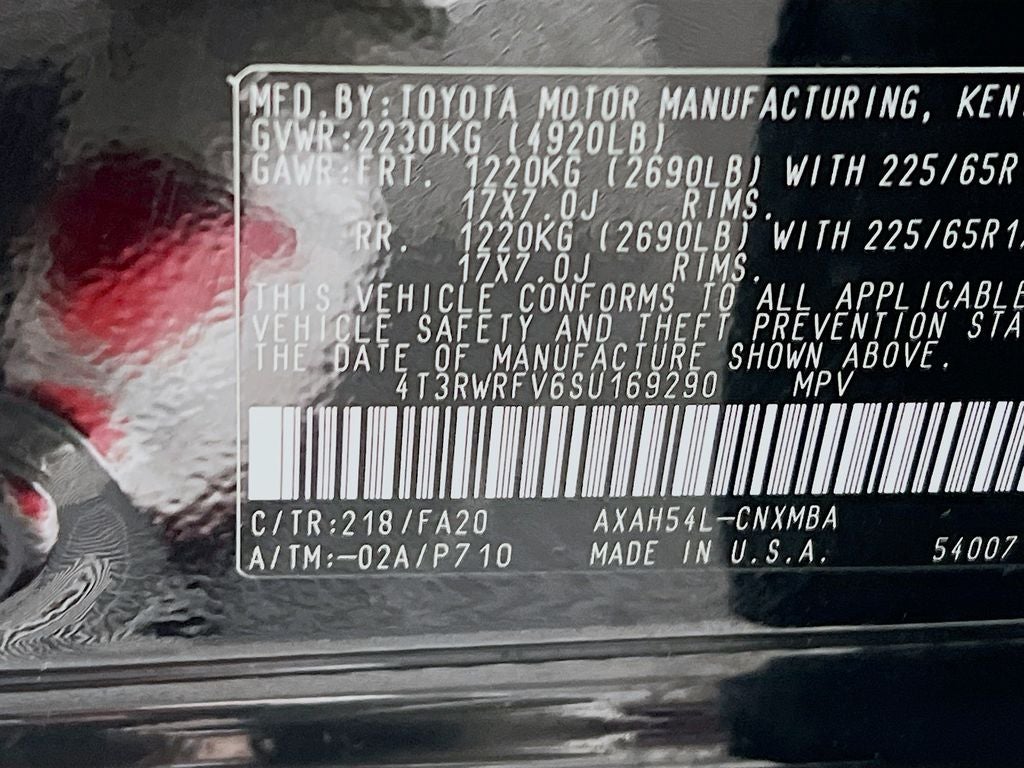 MFD.BY:TOYOTA MOTOR MANUFACTURING, KEN
GVWR:2230KG (4920LB)
GAWR:FRT. 1220KG (2690LB) WITH 225/65R
17X7.0J RIMS.
RR. 1220KG (2690LB) WITH 225/65R1
17X7.0J RIMS.
THIS VEHICLE CONFORMS TO ALL APPLICABLE
VEHICLE SAFETY AND THEFT PREVENTION STA
THE DATE OF MANUFACTURE SHOWN ABOVE.
4T3RWRFV6SU169290 MPV
C/TR:218/FA20 AXAH54L-CNXMBA
A/TM:-02A/P710 MADE IN U.S.A. 54007